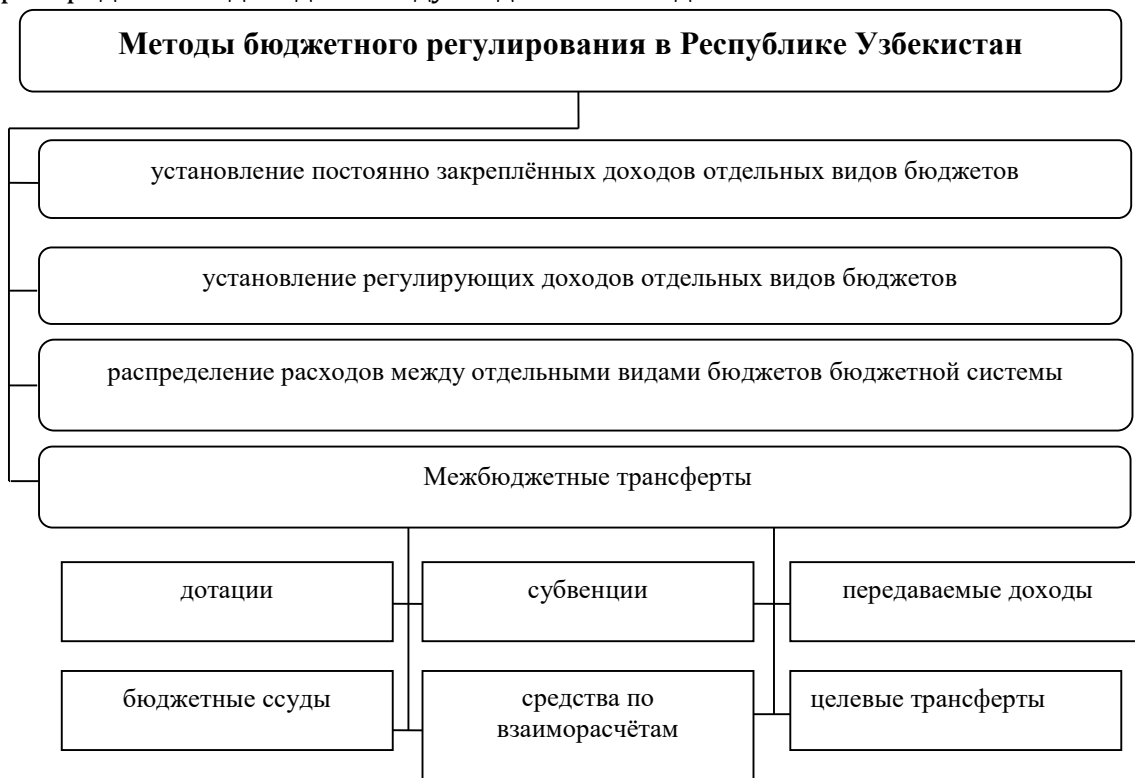 Методы бюджетного регулирования в Республике Узбекистан
установление постоянно закреплённых доходов отдельных видов бюджетов
установление регулирующих доходов отдельных видов бюджетов
распределение расходов между отдельными видами бюджетов бюджетной системы
Межбюджетные трансферты
дотации
субвенции
передаваемые доходы
бюджетные ссуды
средства по
взаиморасчётам
целевые трансферты